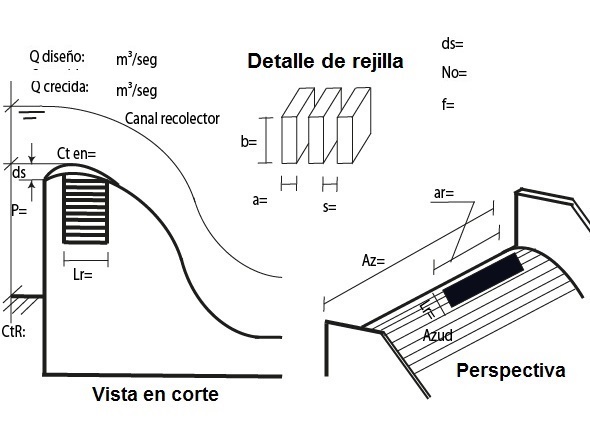 Q diseño: m³/seg
Q crecida: m³/seg
Canal recolector
Ct en=
ds
P=
Lr=
CtR:
Vista en corte
Detalle de rejilla
b=
a=
s=
ds=
No=
f=
ar=
Az=
Azud
Perspectiva